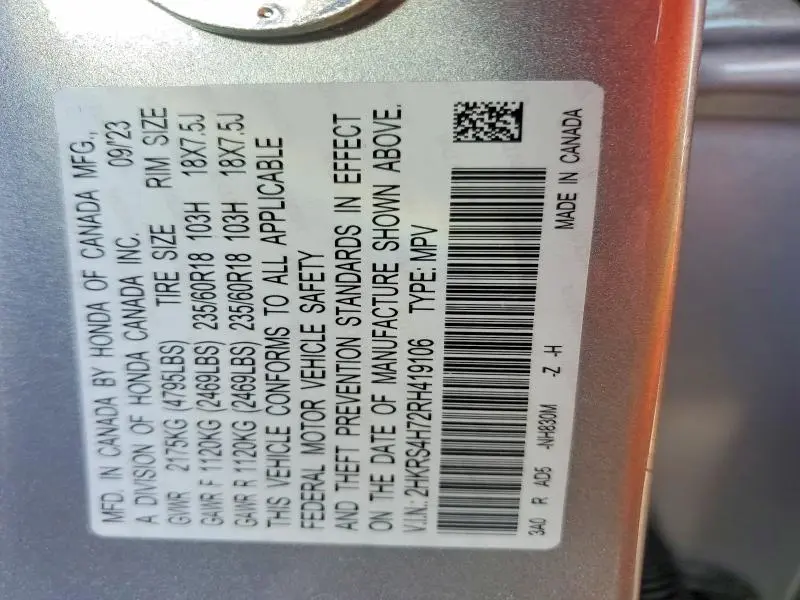 MFD. IN CANADA BY HONDA OF CANADA MFG.,
A DIVISION OF HONDA CANADA INC. 09/'23
GVWR 2175KG (4795LBS) TIRE SIZE RIM SIZE
GAWR F 1120KG (2469LBS) 235/60R18 103H 18X7.5J
GAWR R 1120KG (2469LBS) 235/60R18 103H 18X7.5J
THIS VEHICLE CONFORMS TO ALL APPLICABLE
FEDERAL MOTOR VEHICLE SAFETY
AND THEFT PREVENTION STANDARDS IN EFFECT
ON THE DATE OF MANUFACTURE SHOWN ABOVE.
V.I.N.: 2HKRS4H72RH419106 TYPE: MPV
3A0 R AD5 -NH830M -Z -H
MADE IN CANADA